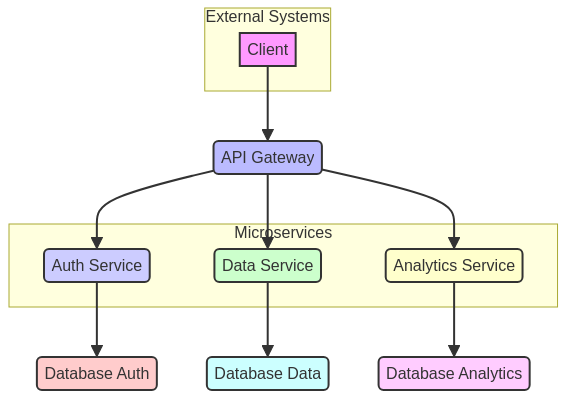 External Systems
Client
API Gateway
Microservices
Auth Service
Data Service
Analytics Service
Database Auth
Database Data
Database Analytics